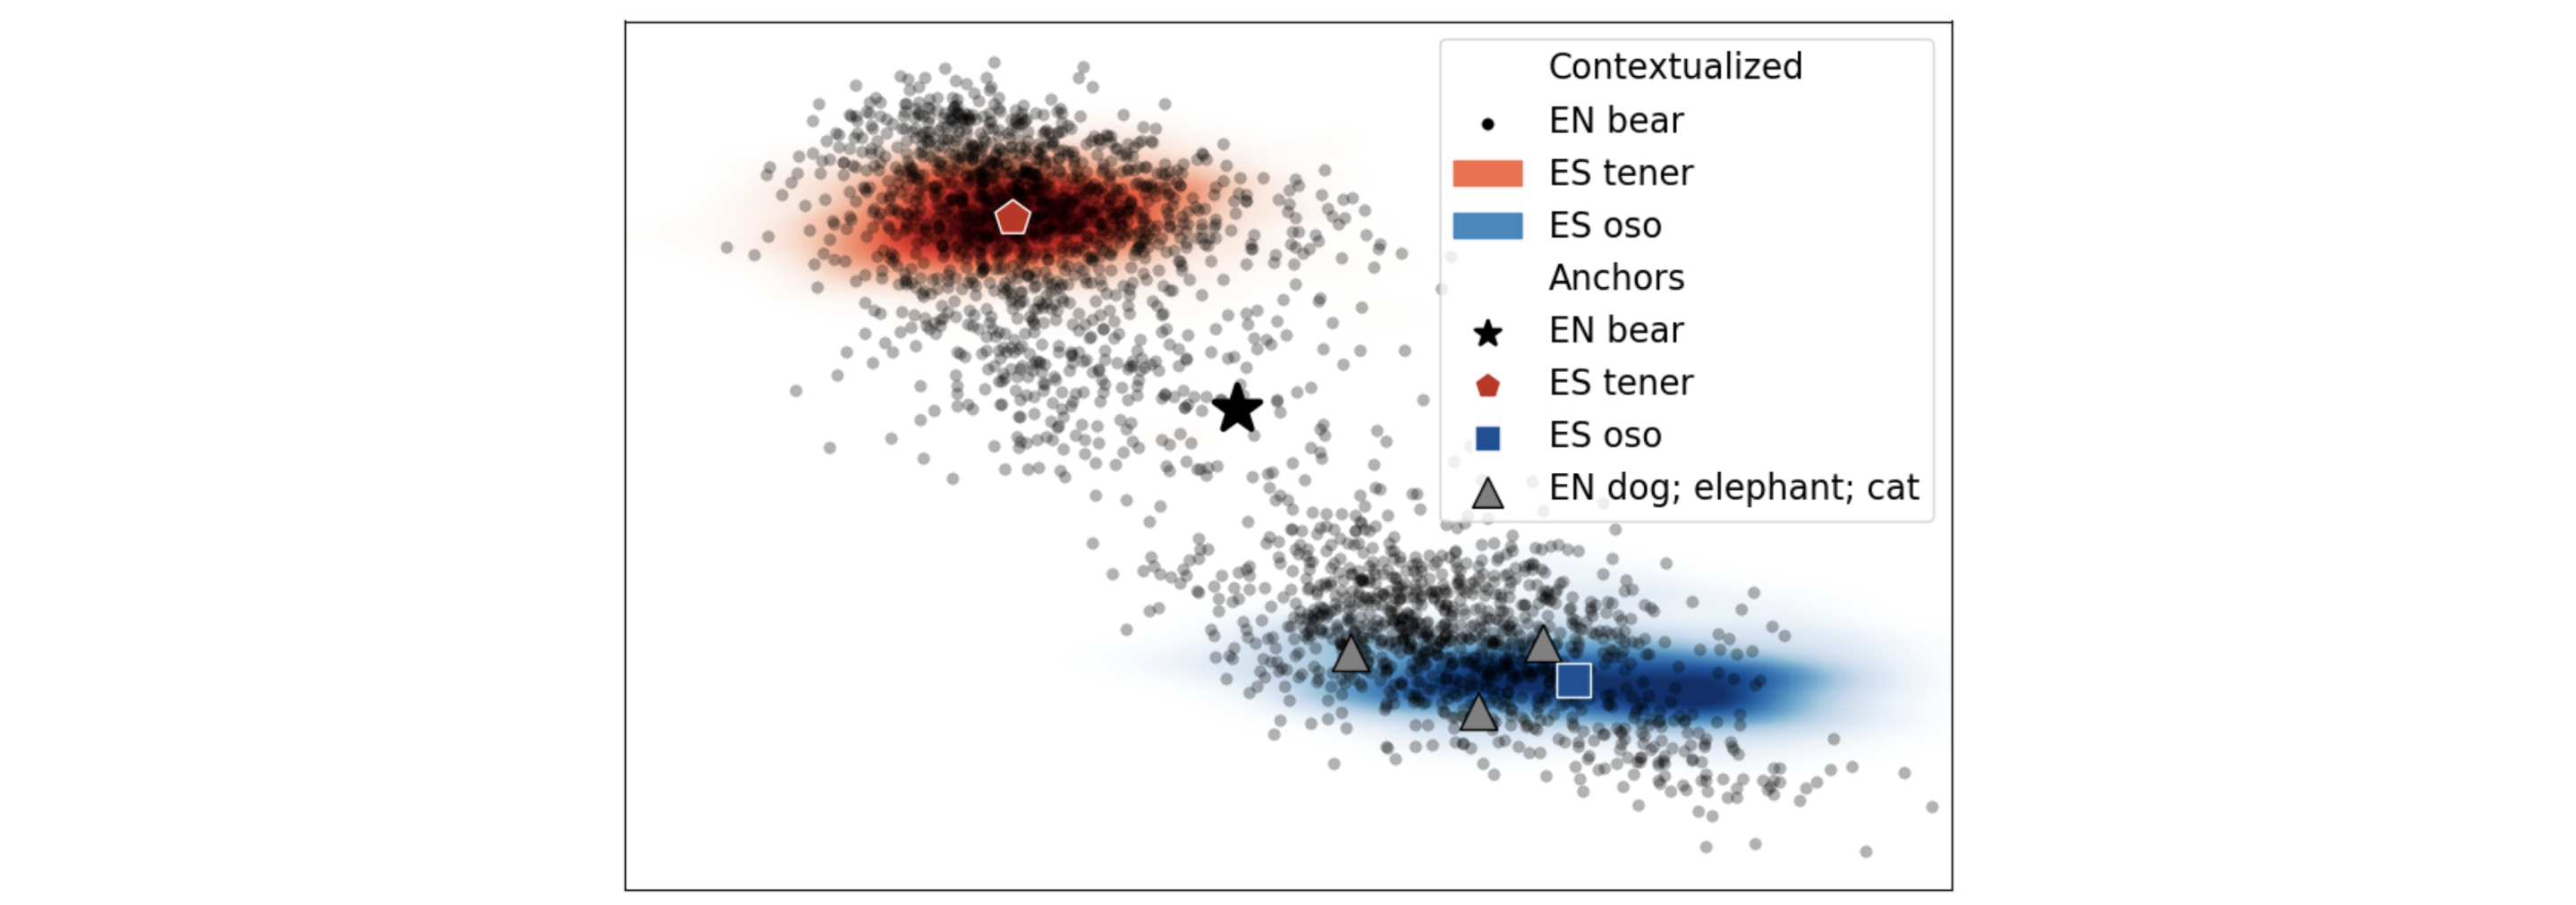 Contextualized
EN bear
ES tener
ES oso
Anchors
EN bear
ES tener
ES oso
EN dog; elephant; cat